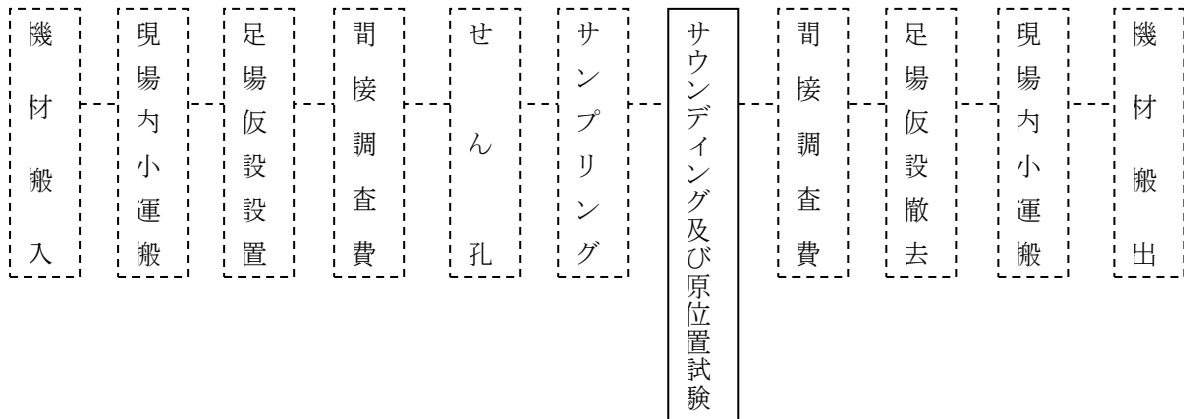 機材搬入
現場内小運搬
足場仮設設置
間接調査費
せん孔
サンプリング
サウンディング及び原位置試験
間接調査費
足場仮設撤去
現場内小運搬
機材搬出